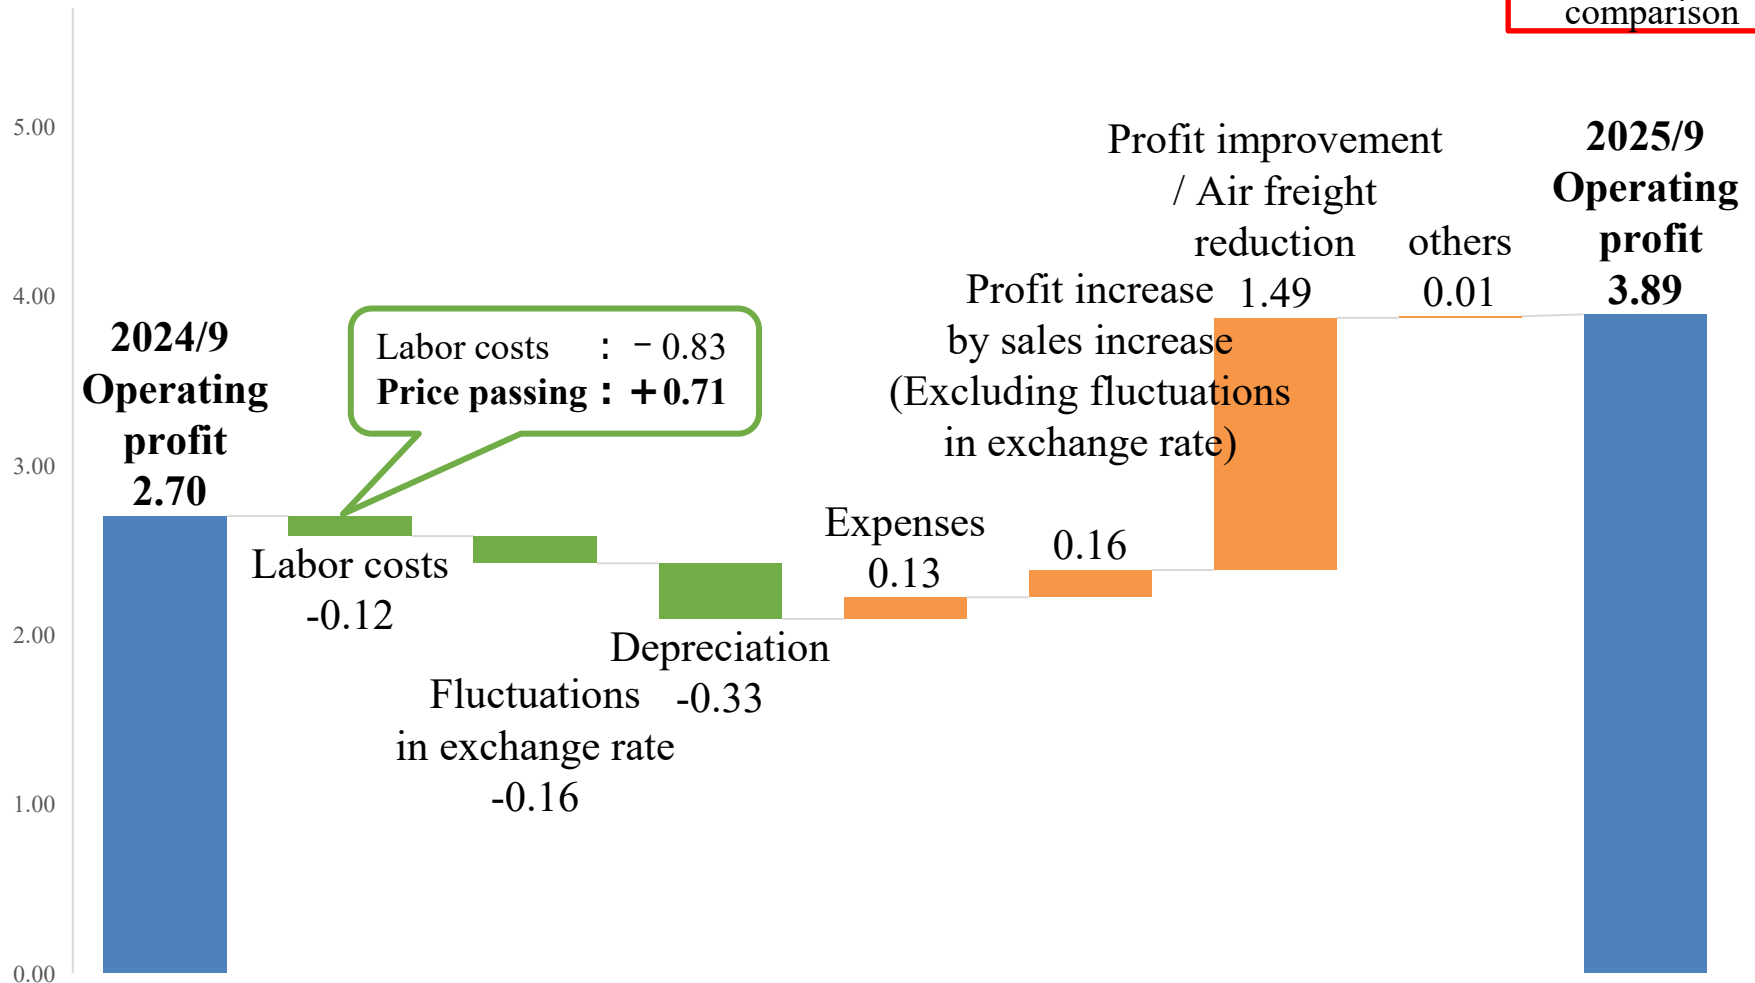 comparison
5.00
4.00
3.00
2.00
1.00
0.00
2024/9
Operating
profit
2.70
Labor costs : －0.83
Price passing : ＋0.71
Labor costs
-0.12
Fluctuations
in exchange rate
-0.16
Depreciation
-0.33
Expenses
0.13
Profit increase
by sales increase
(Excluding fluctuations
in exchange rate)
0.16
Profit improvement
/ Air freight
reduction
1.49
others
0.01
2025/9
Operating
profit
3.89